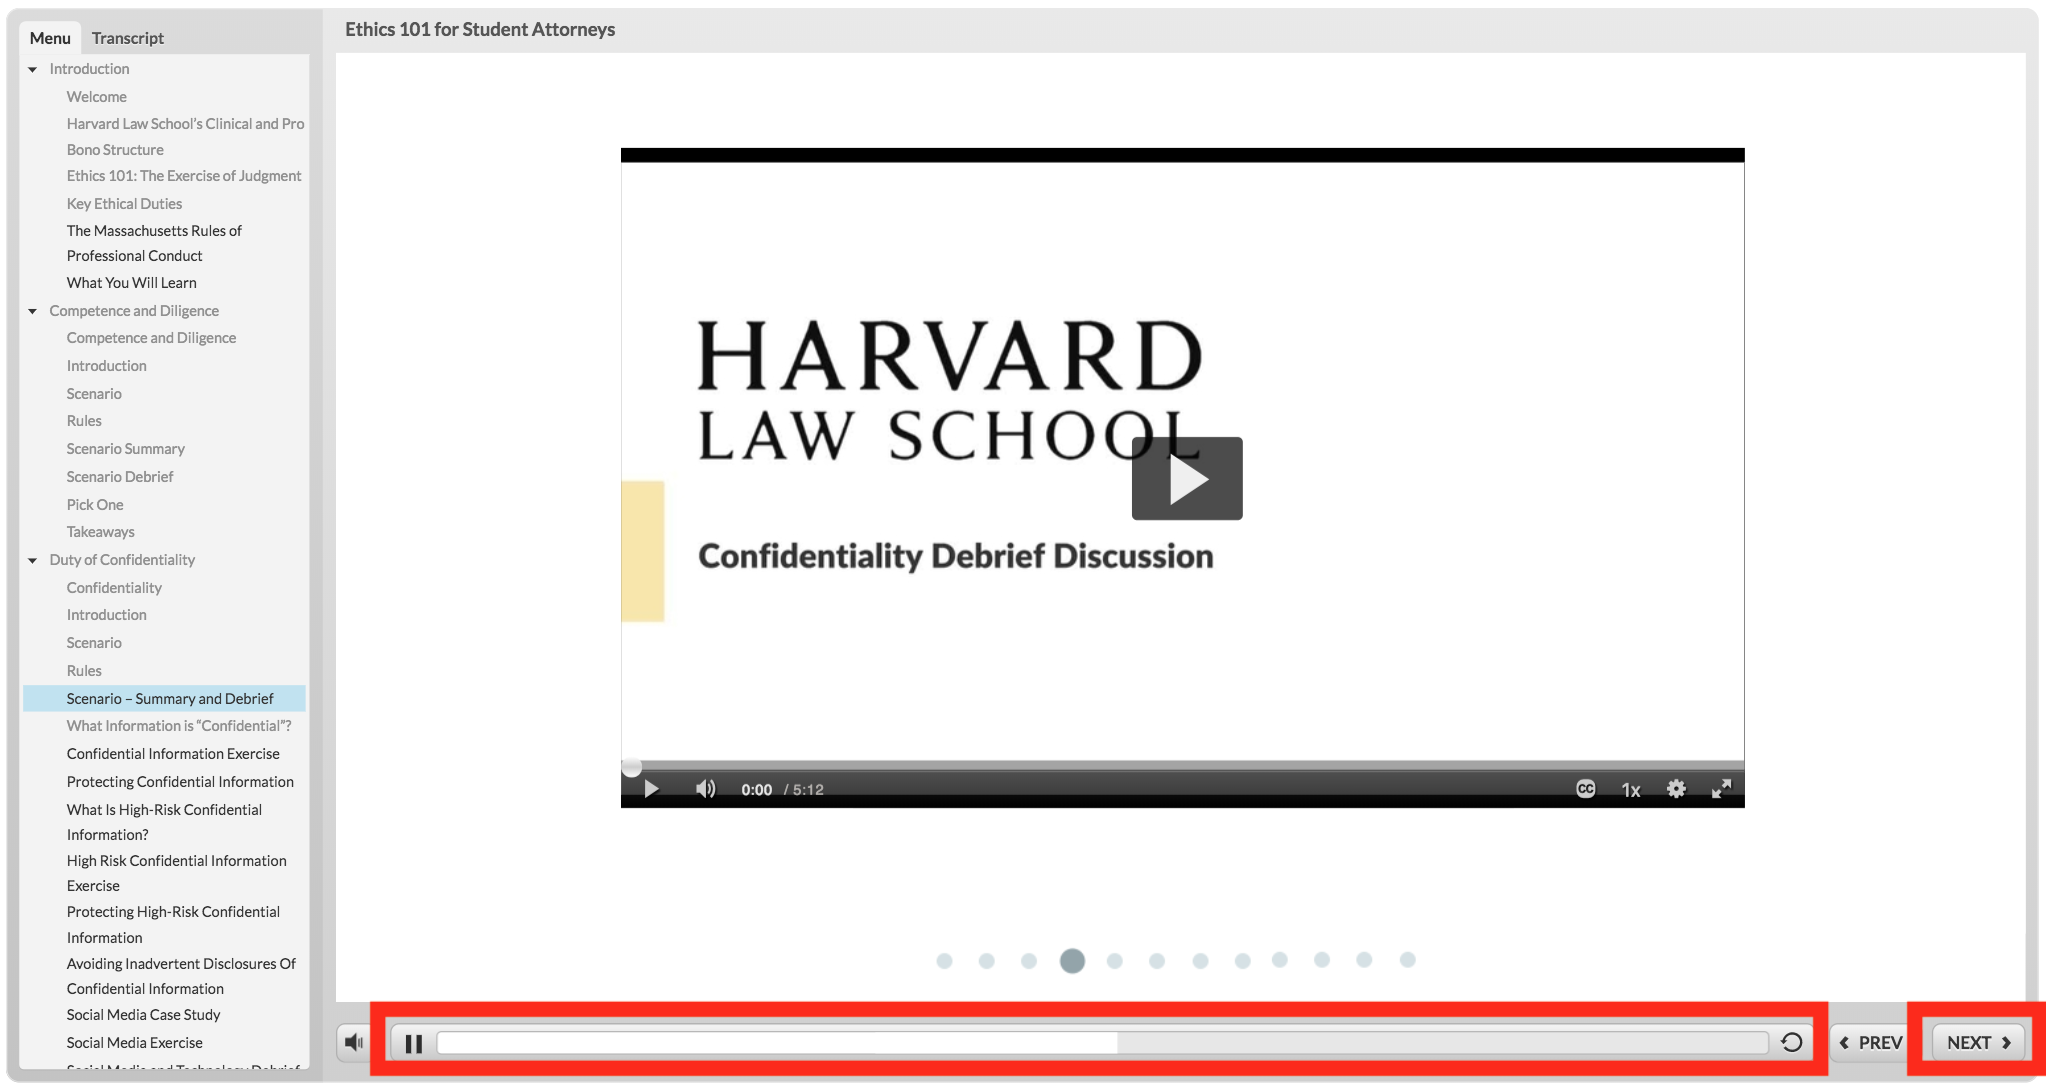 Menu Transcript
Introduction
Welcome
Harvard Law School's Clinical and Pro
Bono Structure
Ethics 101: The Exercise of Judgment
Key Ethical Duties
The Massachusetts Rules of
Professional Conduct
What You Will Learn
Competence and Diligence
Competence and Diligence
Introduction
Scenario
Rules
Scenario Summary
Scenario Debrief
Pick One
Takeaways
Duty of Confidentiality
Confidentiality
Introduction
Scenario
Rules
Scenario – Summary and Debrief
What Information is “Confidential”?
Confidential Information Exercise
Protecting Confidential Information
What Is High-Risk Confidential
Information?
High Risk Confidential Information
Exercise
Protecting High-Risk Confidential
Information
Avoiding Inadvertent Disclosures Of
Confidential Information
Social Media Case Study
Social Media Exercise
Social Media and Technology Debrief
Ethics 101 for Student Attorneys
HARVARD
LAW SCHOOL
Confidentiality Debrief Discussion
0:00 / 5:12 CC 1x
PREV NEXT